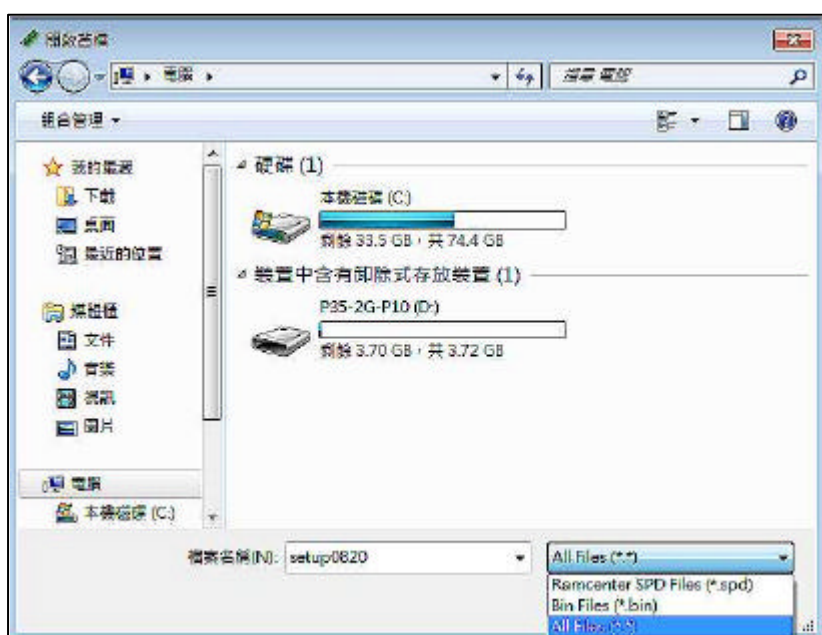 開啟舊檔
電腦
搜尋 電腦
組合管理
我的最愛
下載
桌面
最近的位置
媒體櫃
文件
音樂
視訊
圖片
電腦
本機磁碟 (C:)
硬碟 (1)
本機磁碟 (C:)
剩餘 33.5 GB，共 74.4 GB
裝置中含有卸除式存放裝置 (1)
P35-2G-P10 (D:)
剩餘 3.70 GB，共 3.72 GB
檔案名稱(N): setup0820
All Files (*.*)
Ramcenter SPD Files (*.spd)
Bin Files (*.bin)
All Files (*.*)